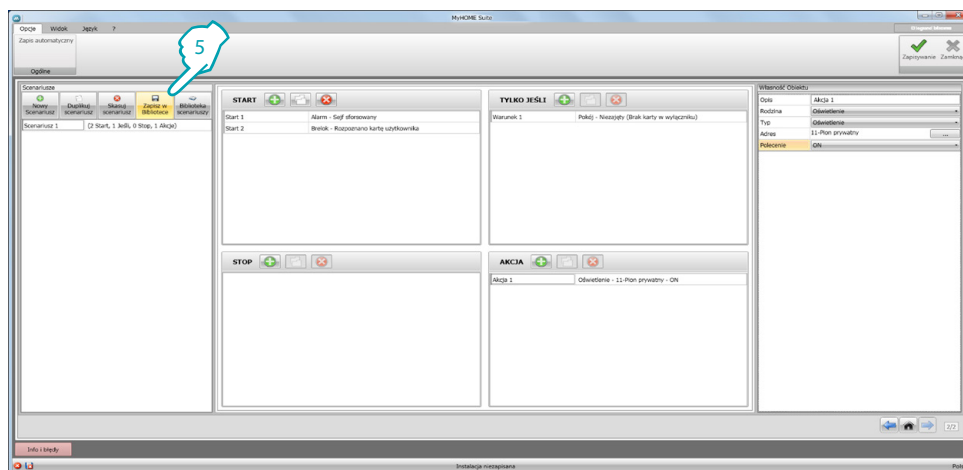 MyHOME Suite
Opcje Widok Język ?
Zapis automatyczny
Ogólne
5
Zapisywanie Zamknąć
Scenariusze
Nowy Scenariusz
Duplikuj scenariusz
Skasuj scenariusz
Zapisz w Bibliotece
Biblioteka scenariuszy
Scenariusz 1 (2 Start, 1 Jeśli, 0 Stop, 1 Akcje)
START
Start 1 Alarm - Sejf sforsowany
Start 2 Brelok - Rozpoznano kartę użytkownika
TYLKO JEŚLI
Warunek 1 Pokój - Niezajęty (Brak karty w wyłączniku)
STOP
AKCJA
Akcja 1 Oświetlenie - 11-Pion prywatny - ON
Własność Obiektu
Opis Akcja 1
Rodzina Oświetlenie
Typ Oświetlenie
Adres 11-Pion prywatny ...
Polecenie ON
2/2
Info i błędy
Instalacja niezapisana